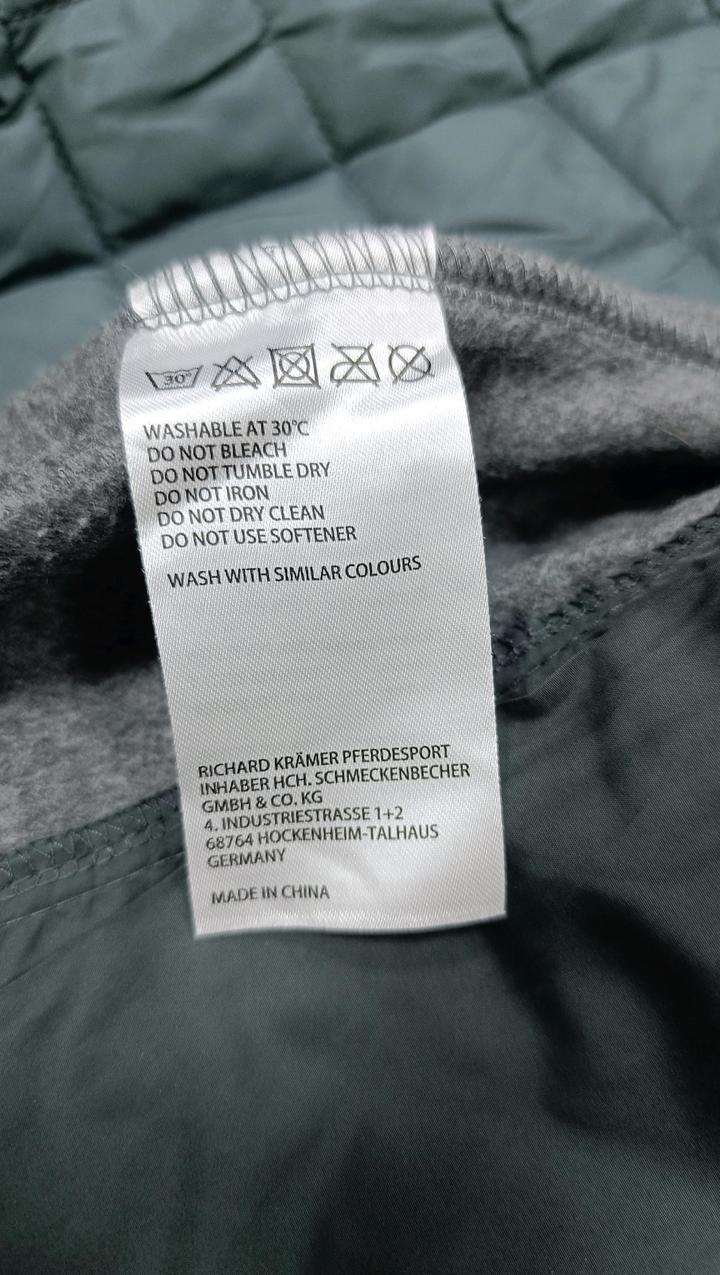 30°
WASHABLE AT 30°C
DO NOT BLEACH
DO NOT TUMBLE DRY
DO NOT IRON
DO NOT DRY CLEAN
DO NOT USE SOFTENER
WASH WITH SIMILAR COLOURS
RICHARD KRÄMER PFERDESPORT
INHABER HCH. SCHMECKENBECHER
GMBH & CO. KG
4. INDUSTRIESTRASSE 1+2
68764 HOCKENHEIM-TALHAUS
GERMANY
MADE IN CHINA